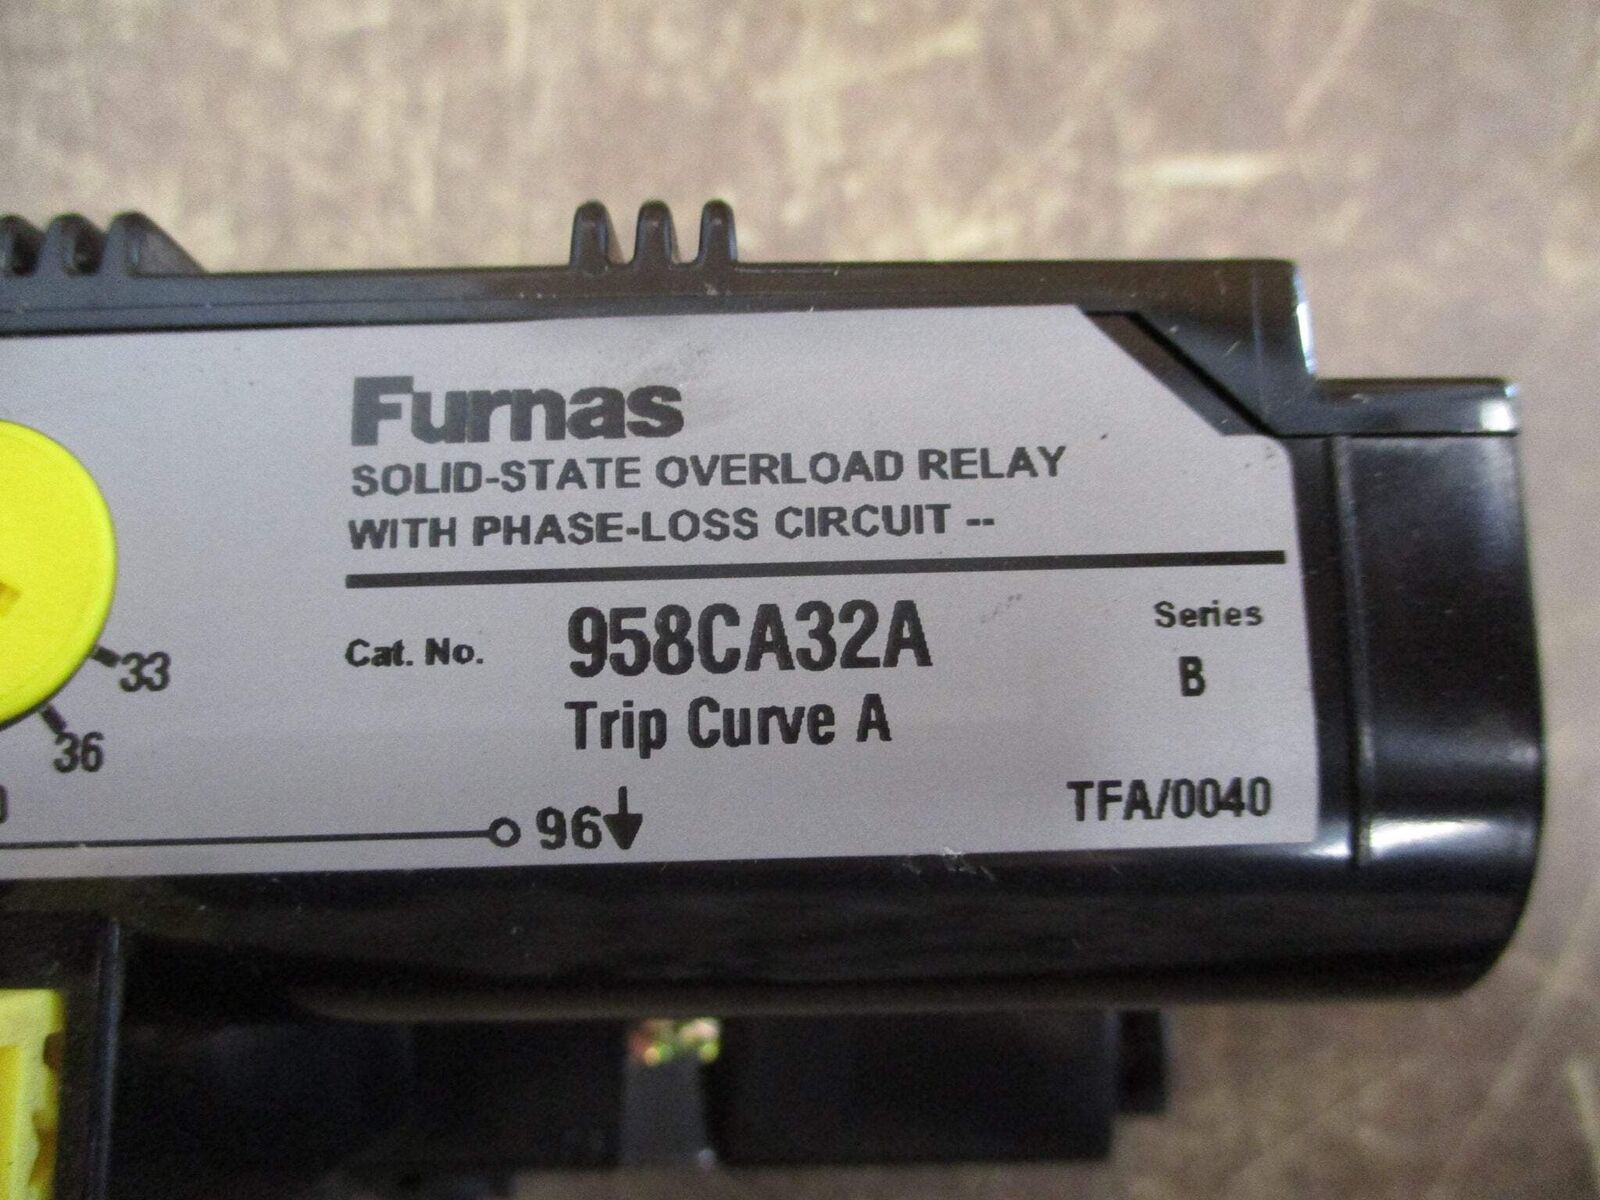 Furnas
SOLID-STATE OVERLOAD RELAY
WITH PHASE-LOSS CIRCUIT --
Cat. No. 958CA32A
Series
B
Trip Curve A
33
36
96
TFA/0040